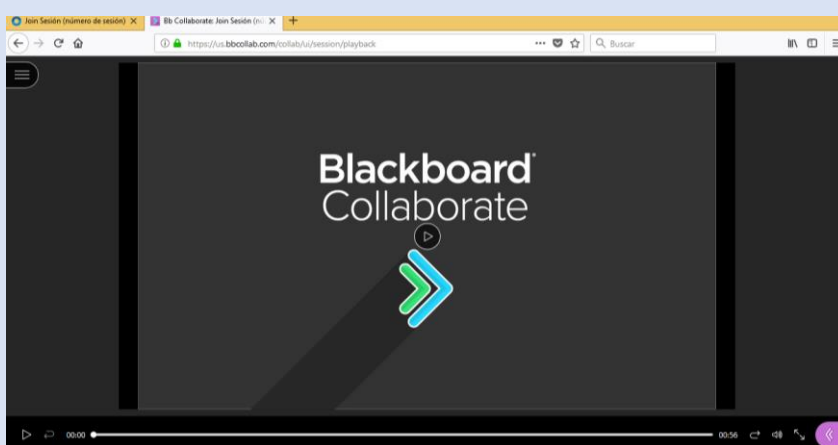 Join Sesión (número de sesión)
Bb Collaborate: Join Sesión (nú
https://us.bbcollab.com/collab/ui/session/playback
Buscar
Blackboard
Collaborate
00:00
00:56